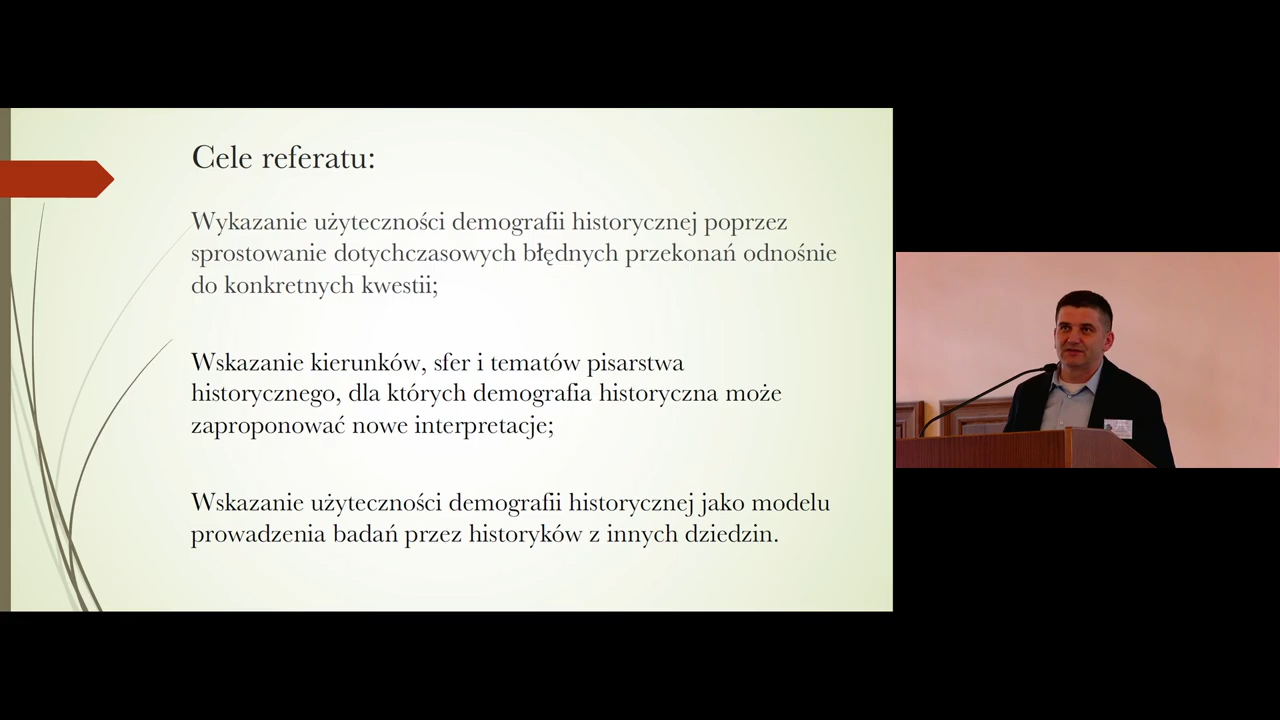 Cele referatu:
Wykazanie użyteczności demografii historycznej poprzez
sprostowanie dotychczasowych błędnych przekonań odnośnie
do konkretnych kwestii;
Wskazanie kierunków, sfer i tematów pisarstwa
historycznego, dla których demografia historyczna może
zaproponować nowe interpretacje;
Wskazanie użyteczności demografii historycznej jako modelu
prowadzenia badań przez historyków z innych dziedzin.